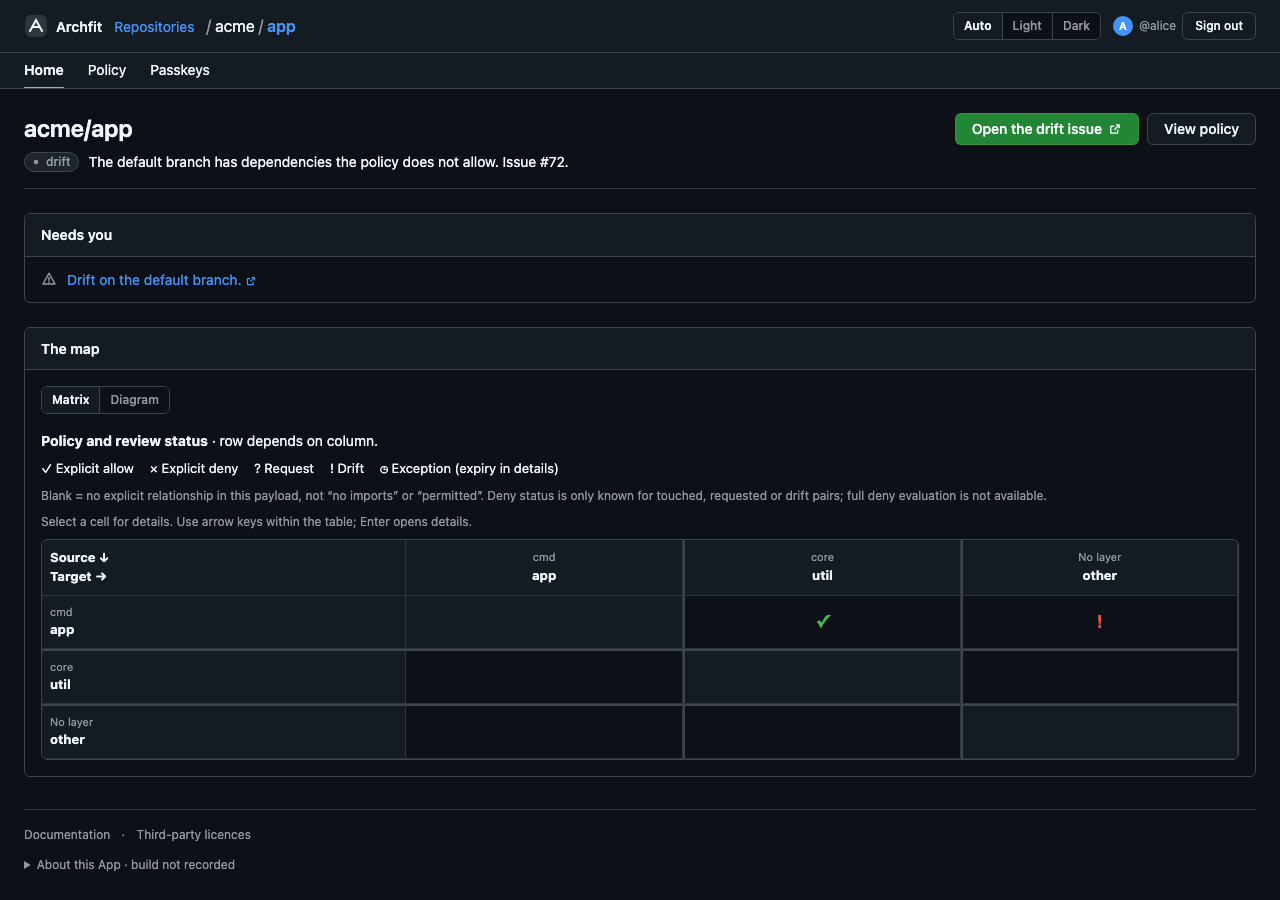 Archfit Repositories / acme / app
Auto Light Dark A @alice Sign out
Home Policy Passkeys
acme/app
Open the drift issue View policy
• drift The default branch has dependencies the policy does not allow. Issue #72.
Needs you
Drift on the default branch.
The map
Matrix Diagram
Policy and review status · row depends on column.
✓ Explicit allow × Explicit deny ? Request ! Drift ◷ Exception (expiry in details)
Blank = no explicit relationship in this payload, not “no imports” or “permitted”. Deny status is only known for touched, requested or drift pairs; full deny evaluation is not available.
Select a cell for details. Use arrow keys within the table; Enter opens details.
Source ↓
Target →
cmd
app
core
util
No layer
other
cmd
app
✓ !
core
util
No layer
other
Documentation · Third-party licences
▶ About this App · build not recorded